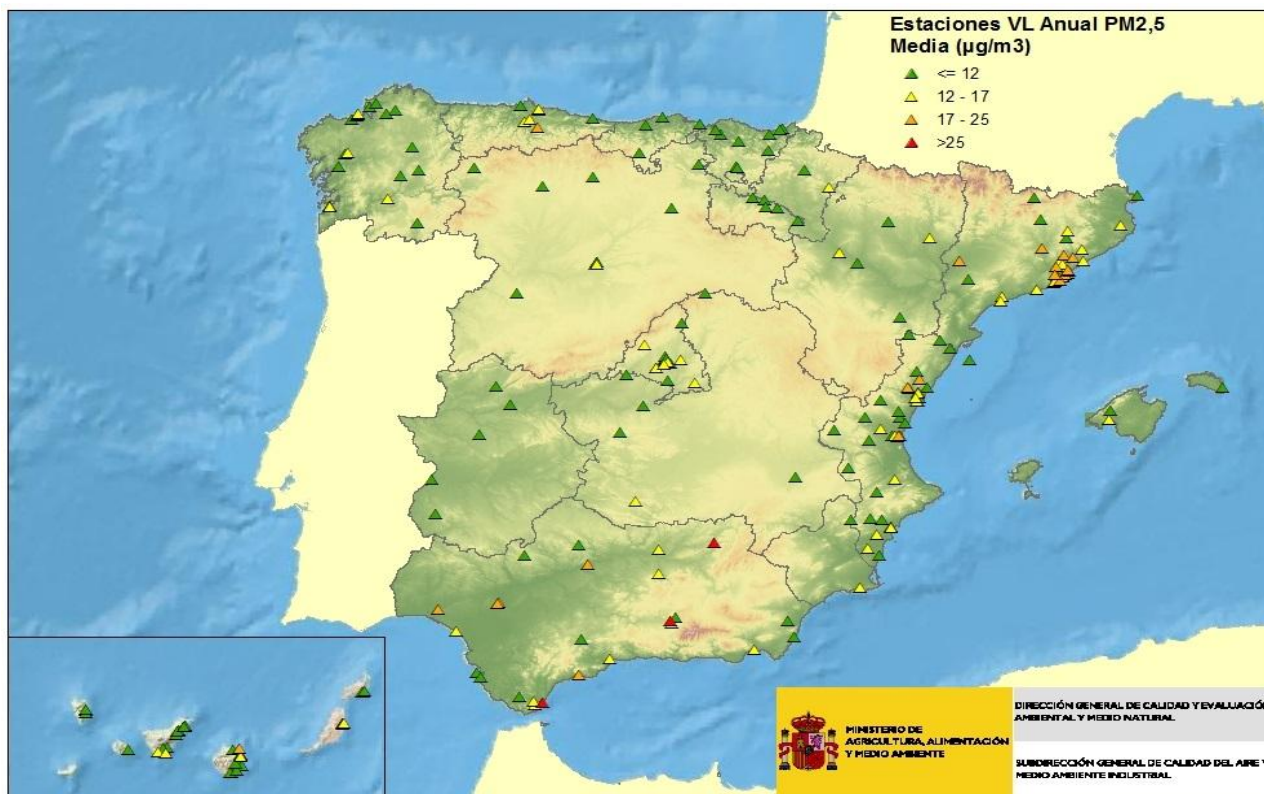 Estaciones VL Anual PM2,5
Media (µg/m3)
<= 12
12 - 17
17 - 25
>25
MINISTERIO DE
AGRICULTURA, ALIMENTACIÓN
Y MEDIO AMBIENTE
DIRECCIÓN GENERAL DE CALIDAD Y EVALUACIÓ
AMBIENTAL Y MEDIO NATURAL
SUBDIRECCIÓN GENERAL DE CALIDAD DEL AIRE Y
MEDIO AMBIENTE INDUSTRIAL